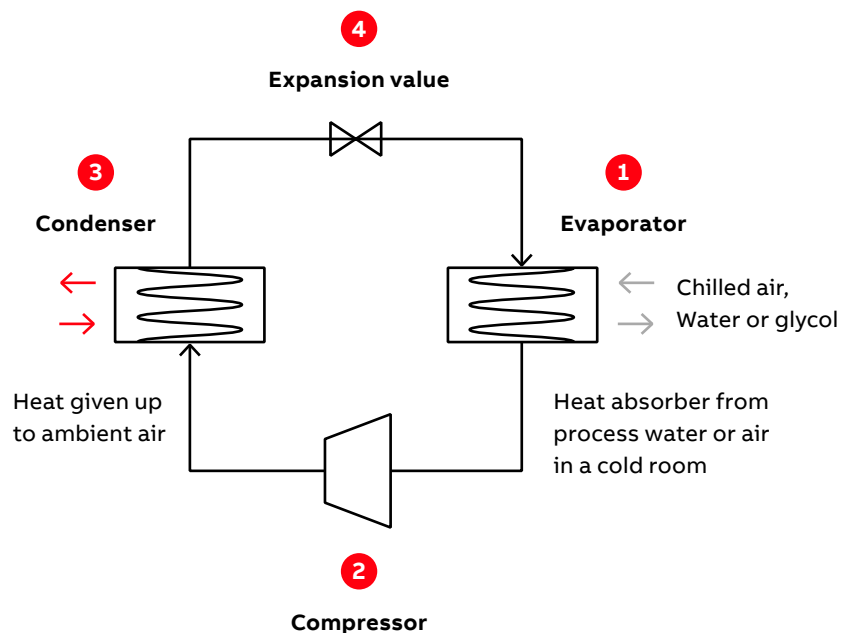 4
Expansion value
3
Condenser
1
Evaporator
Chilled air,
Water or glycol
Heat given up
to ambient air
Heat absorber from
process water or air
in a cold room
2
Compressor